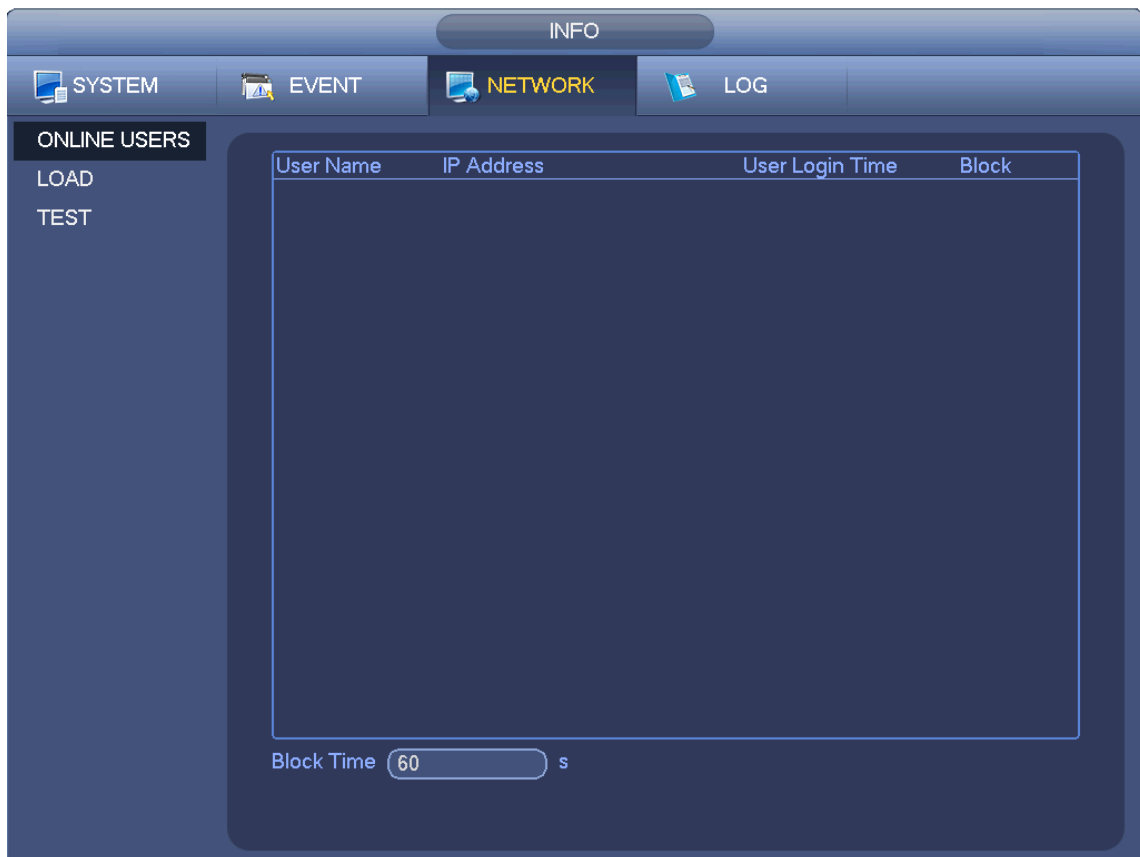 INFO
SYSTEM EVENT NETWORK LOG
ONLINE USERS
LOAD
TEST
User Name IP Address User Login Time Block
Block Time 60 s